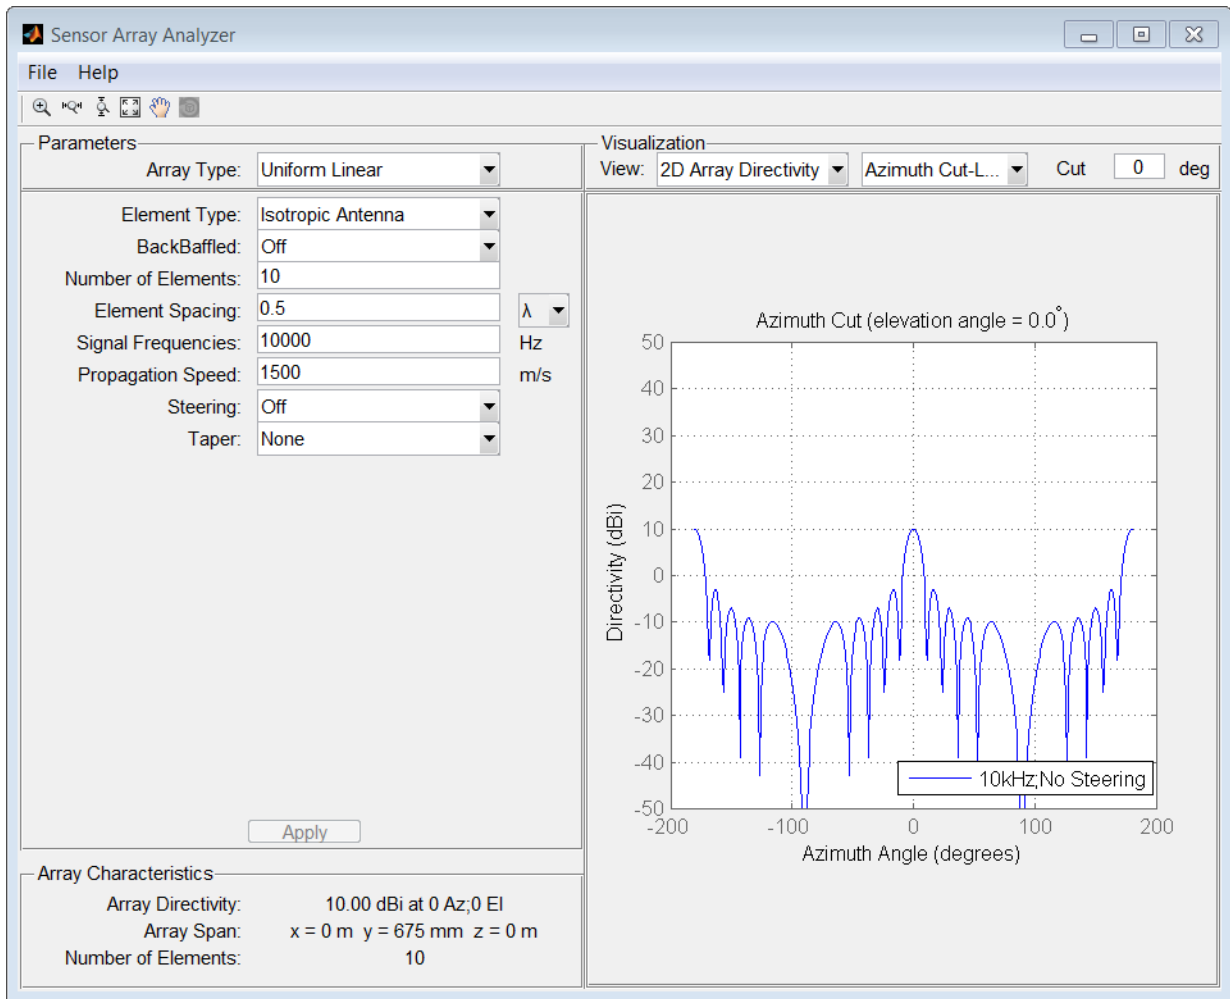 Sensor Array Analyzer
File Help
Parameters
Array Type: Uniform Linear
Element Type: Isotropic Antenna
BackBaffled: Off
Number of Elements: 10
Element Spacing: 0.5 λ
Signal Frequencies: 10000 Hz
Propagation Speed: 1500 m/s
Steering: Off
Taper: None
Apply
Array Characteristics
Array Directivity: 10.00 dBi at 0 Az;0 El
Array Span: x = 0 m y = 675 mm z = 0 m
Number of Elements: 10
Visualization
View: 2D Array Directivity Azimuth Cut-L... Cut 0 deg
Azimuth Cut (elevation angle = 0.0°)
Directivity (dBi)
50
40
30
20
10
0
-10
-20
-30
-40
-50
10kHz;No Steering
-200 -100 0 100 200
Azimuth Angle (degrees)